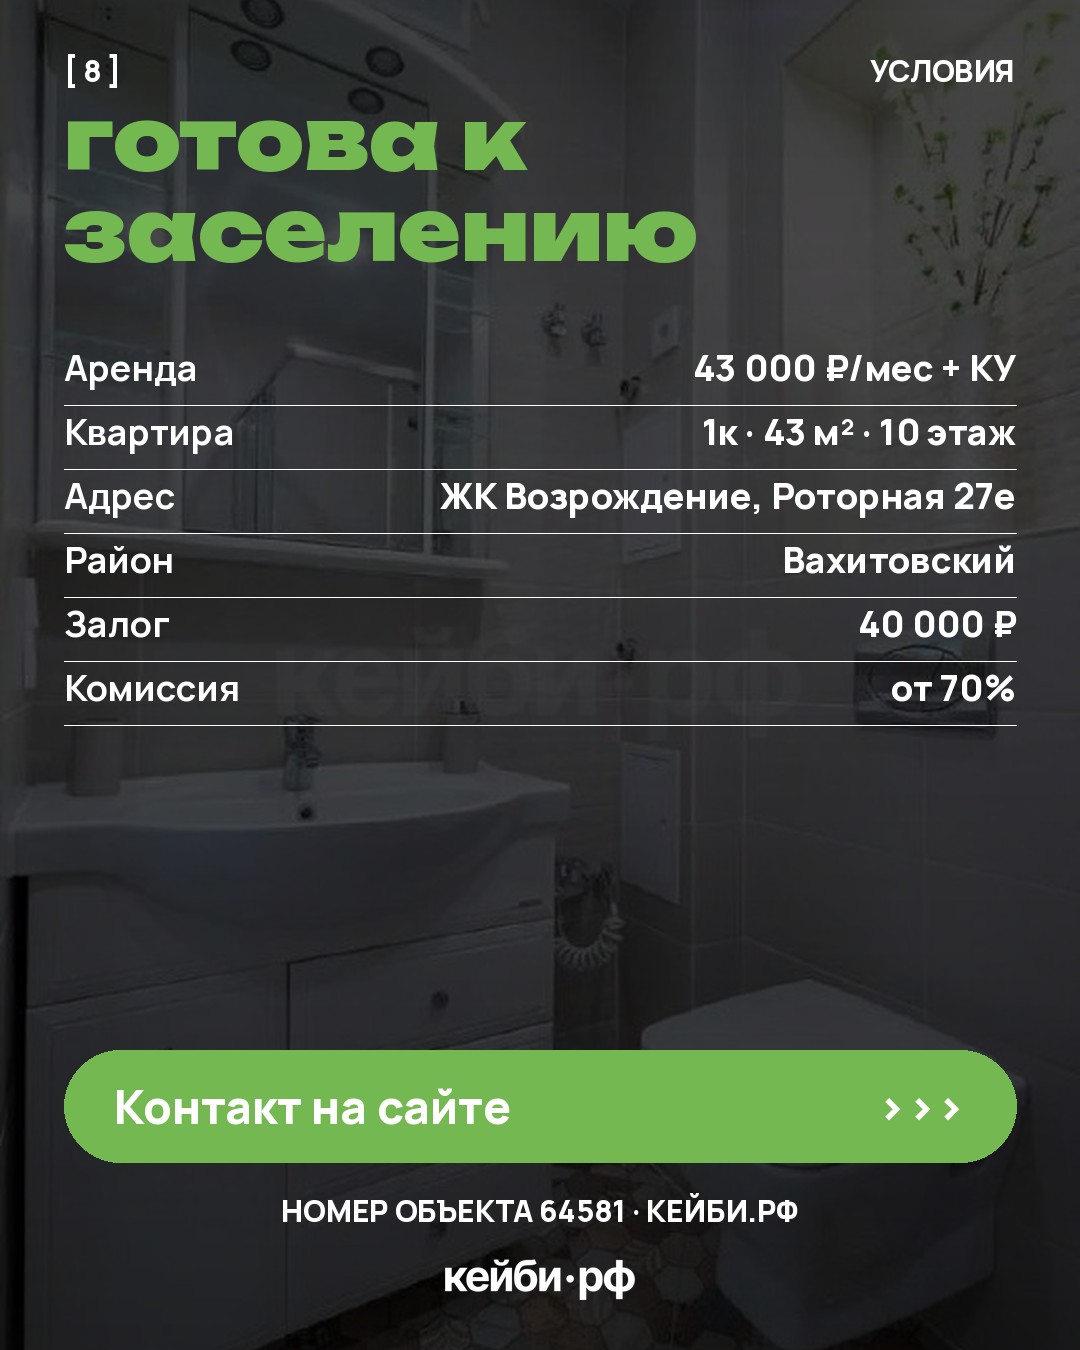 [ 8 ]
УСЛОВИЯ
готова к
заселению
Аренда 43 000 ₽/мес + КУ
Квартира 1к · 43 м² · 10 этаж
Адрес ЖК Возрождение, Роторная 27е
Район Вахитовский
Залог 40 000 ₽
Комиссия от 70%
кейби·рф
Контакт на сайте >>>
НОМЕР ОБЪЕКТА 64581 · КЕЙБИ.РФ
кейби·рф